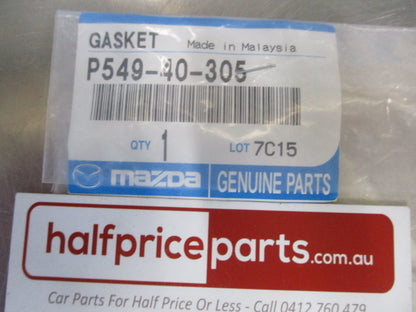 GASKET Made in Malaysia
P549-40-305
QTY 1 LOT 7C15
mazda GENUINE PARTS
halfpriceparts.com.au
Car Parts For Half Price Or Less - Call 0412 760 479